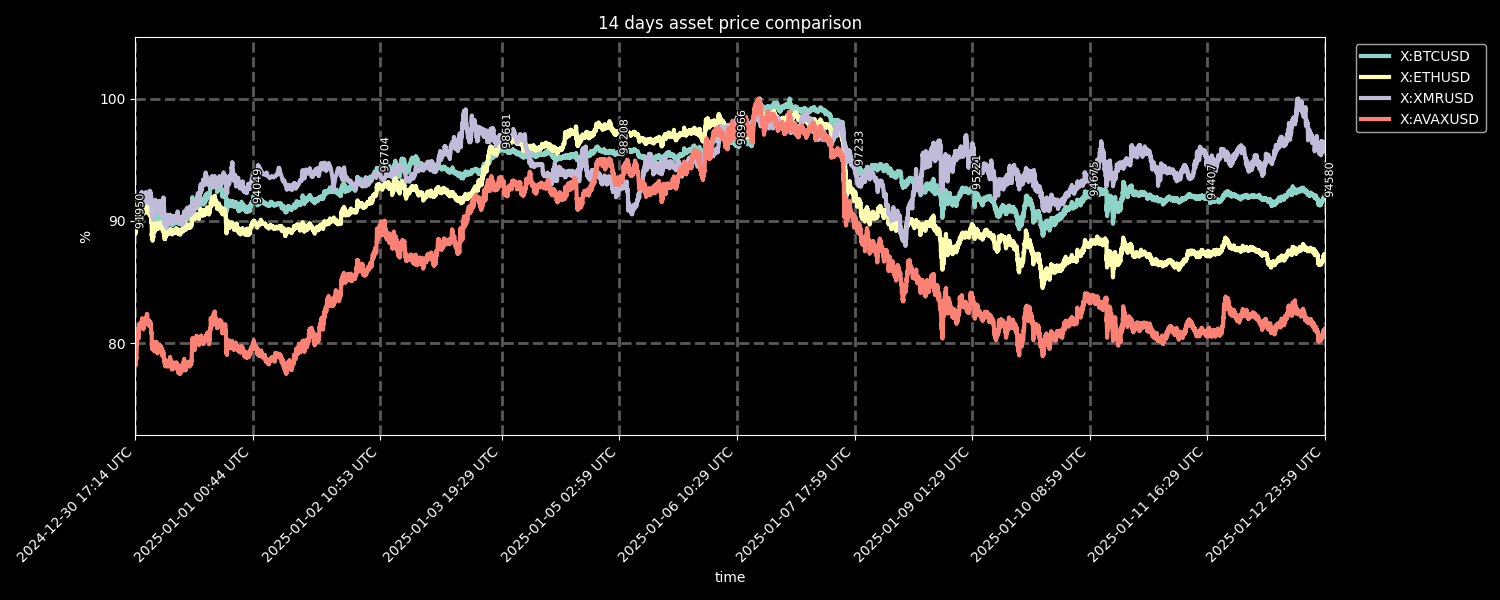 14 days asset price comparison
X:BTCUSD
X:ETHUSD
X:XMRUSD
X:AVAXUSD
%
100
90
80
94049
96704
98681
98208
98966
97233
95221
94675
94407
94580
2024-12-30 17:14 UTC
2025-01-01 00:44 UTC
2025-01-02 10:53 UTC
2025-01-03 19:29 UTC
2025-01-05 02:59 UTC
2025-01-06 10:29 UTC
2025-01-07 17:59 UTC
2025-01-09 01:29 UTC
2025-01-10 08:59 UTC
2025-01-11 16:29 UTC
2025-01-12 23:59 UTC
time